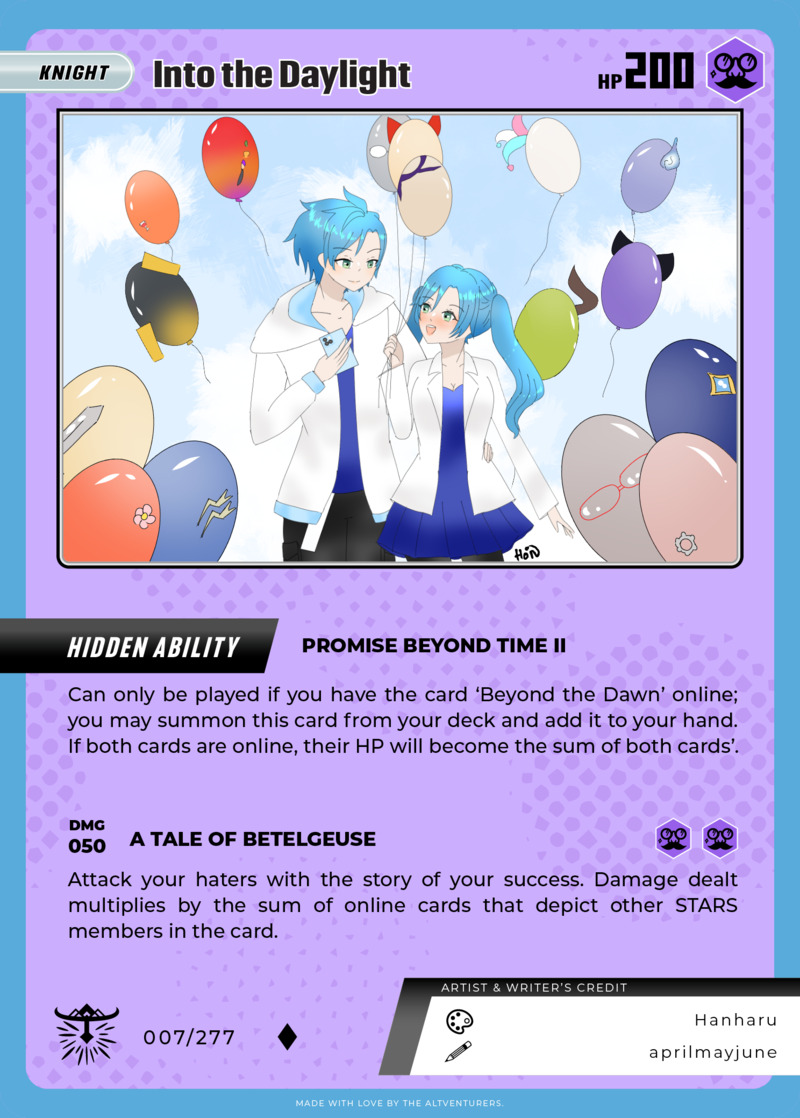 KNIGHT
Into the Daylight
HP 200
HoN
HIDDEN ABILITY
PROMISE BEYOND TIME II
Can only be played if you have the card ‘Beyond the Dawn’ online;
you may summon this card from your deck and add it to your hand.
If both cards are online, their HP will become the sum of both cards’.
DMG
050
A TALE OF BETELGEUSE
Attack your haters with the story of your success. Damage dealt
multiplies by the sum of online cards that depict other STARS
members in the card.
ARTIST & WRITER’S CREDIT
Hanharu
aprilmayjune
007/277
MADE WITH LOVE BY THE ALTVENTURERS.